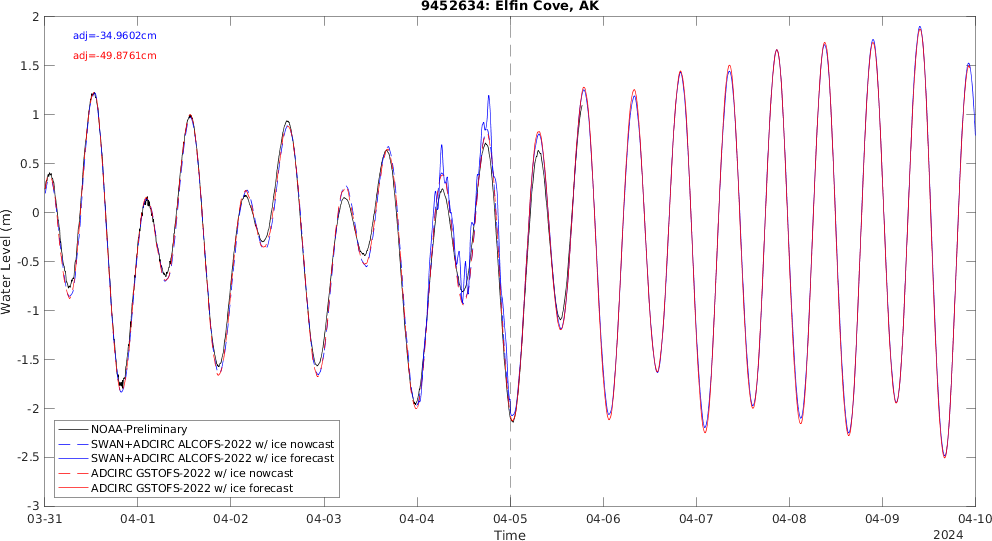 9452634: Elfin Cove, AK
adj=-34.9602cm
adj=-49.8761cm
Water Level (m)
2
1.5
1
0.5
0
-0.5
-1
-1.5
-2
-2.5
-3
NOAA-Preliminary
SWAN+ADCIRC ALCOFS-2022 w/ ice nowcast
SWAN+ADCIRC ALCOFS-2022 w/ ice forecast
ADCIRC GSTOFS-2022 w/ ice nowcast
ADCIRC GSTOFS-2022 w/ ice forecast
03-31 04-01 04-02 04-03 04-04 04-05 04-06 04-07 04-08 04-09 04-10
Time
2024